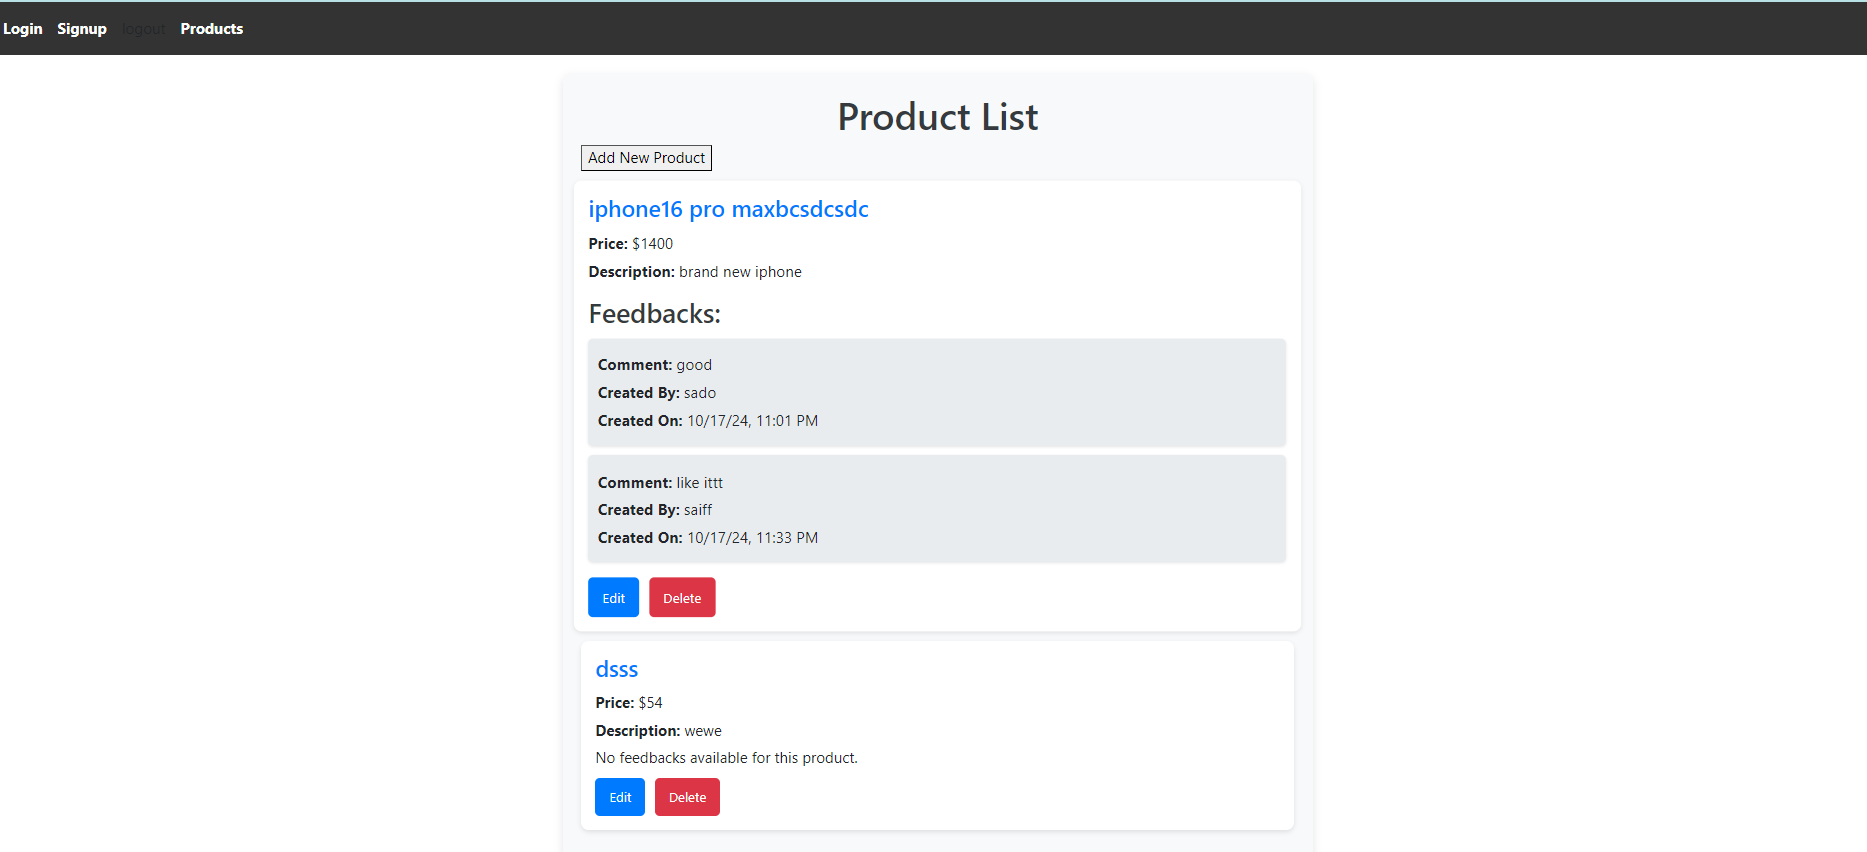 Login Signup logout Products
Product List
Add New Product
iphone16 pro maxbcsdcsdc
Price: $1400
Description: brand new iphone
Feedbacks:
Comment: good
Created By: sado
Created On: 10/17/24, 11:01 PM
Comment: like ittt
Created By: saiff
Created On: 10/17/24, 11:33 PM
Edit Delete
dsss
Price: $54
Description: wewe
No feedbacks available for this product.
Edit Delete